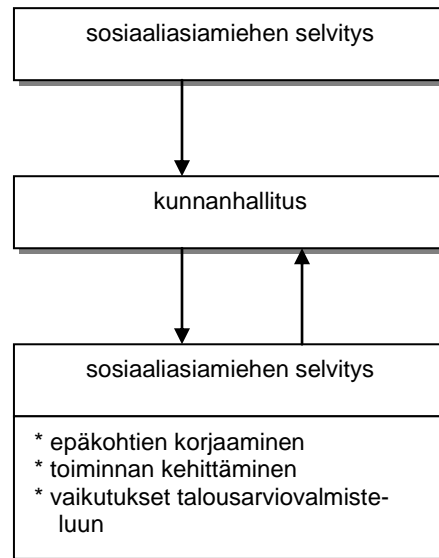 sosiaaliasiamiehen selvitys
kunnanhallitus
sosiaaliasiamiehen selvitys
* epäkohtien korjaaminen
* toiminnan kehittäminen
* vaikutukset talousarviovalmiste-
luun